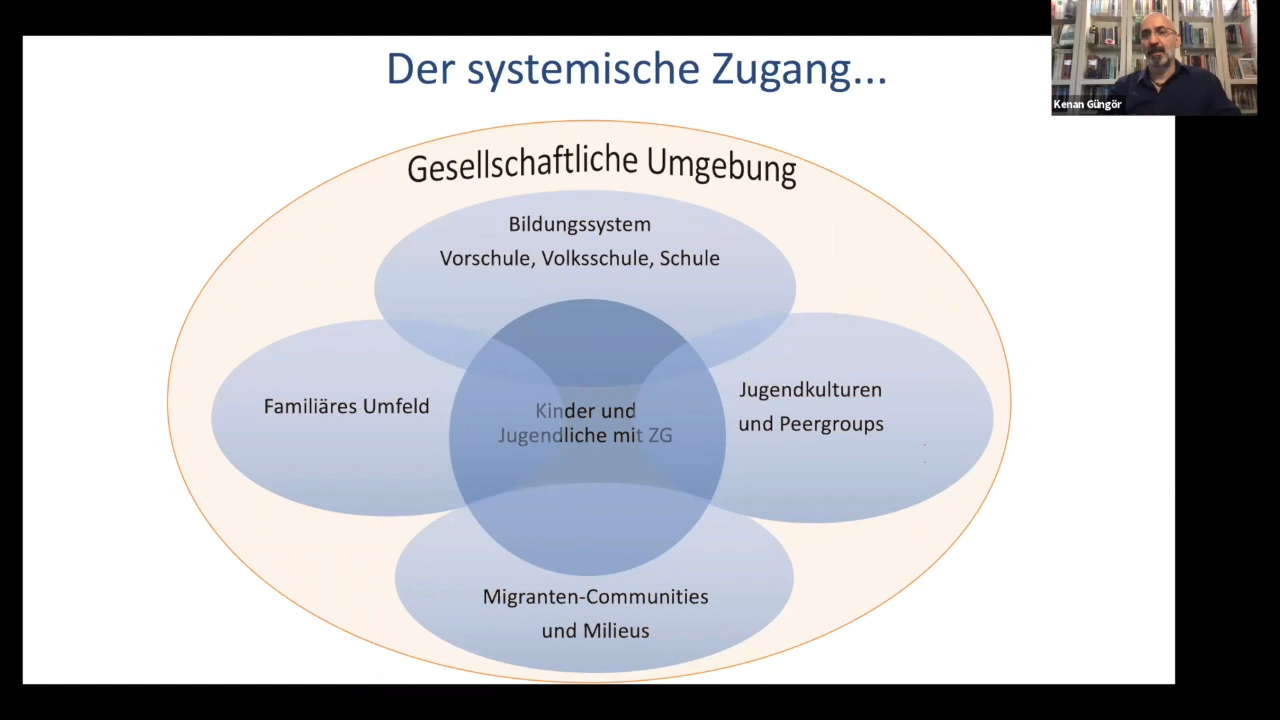 Der systemische Zugang...
Kenan Güngör
Gesellschaftliche Umgebung
Bildungssystem
Vorschule, Volksschule, Schule
Familiäres Umfeld
Kinder und
Jugendliche mit ZG
Jugendkulturen
und Peergroups
Migranten-Communities
und Milieus